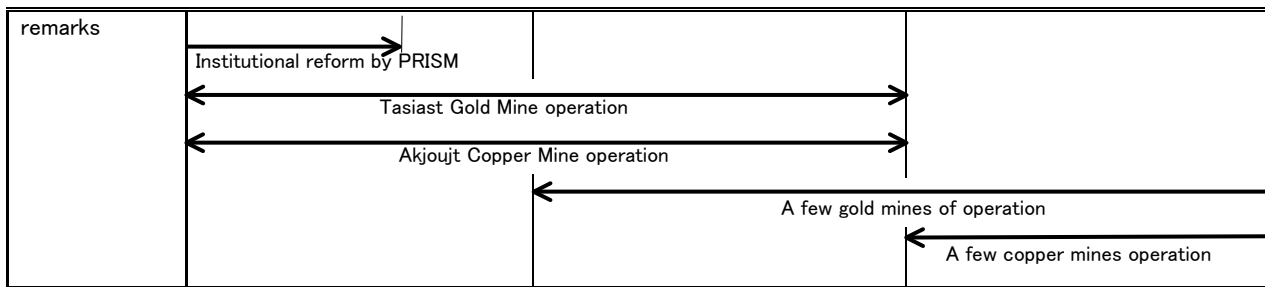 remarks
Institutional reform by PRISM
Tasiast Gold Mine operation
Akjoujt Copper Mine operation
A few gold mines of operation
A few copper mines operation